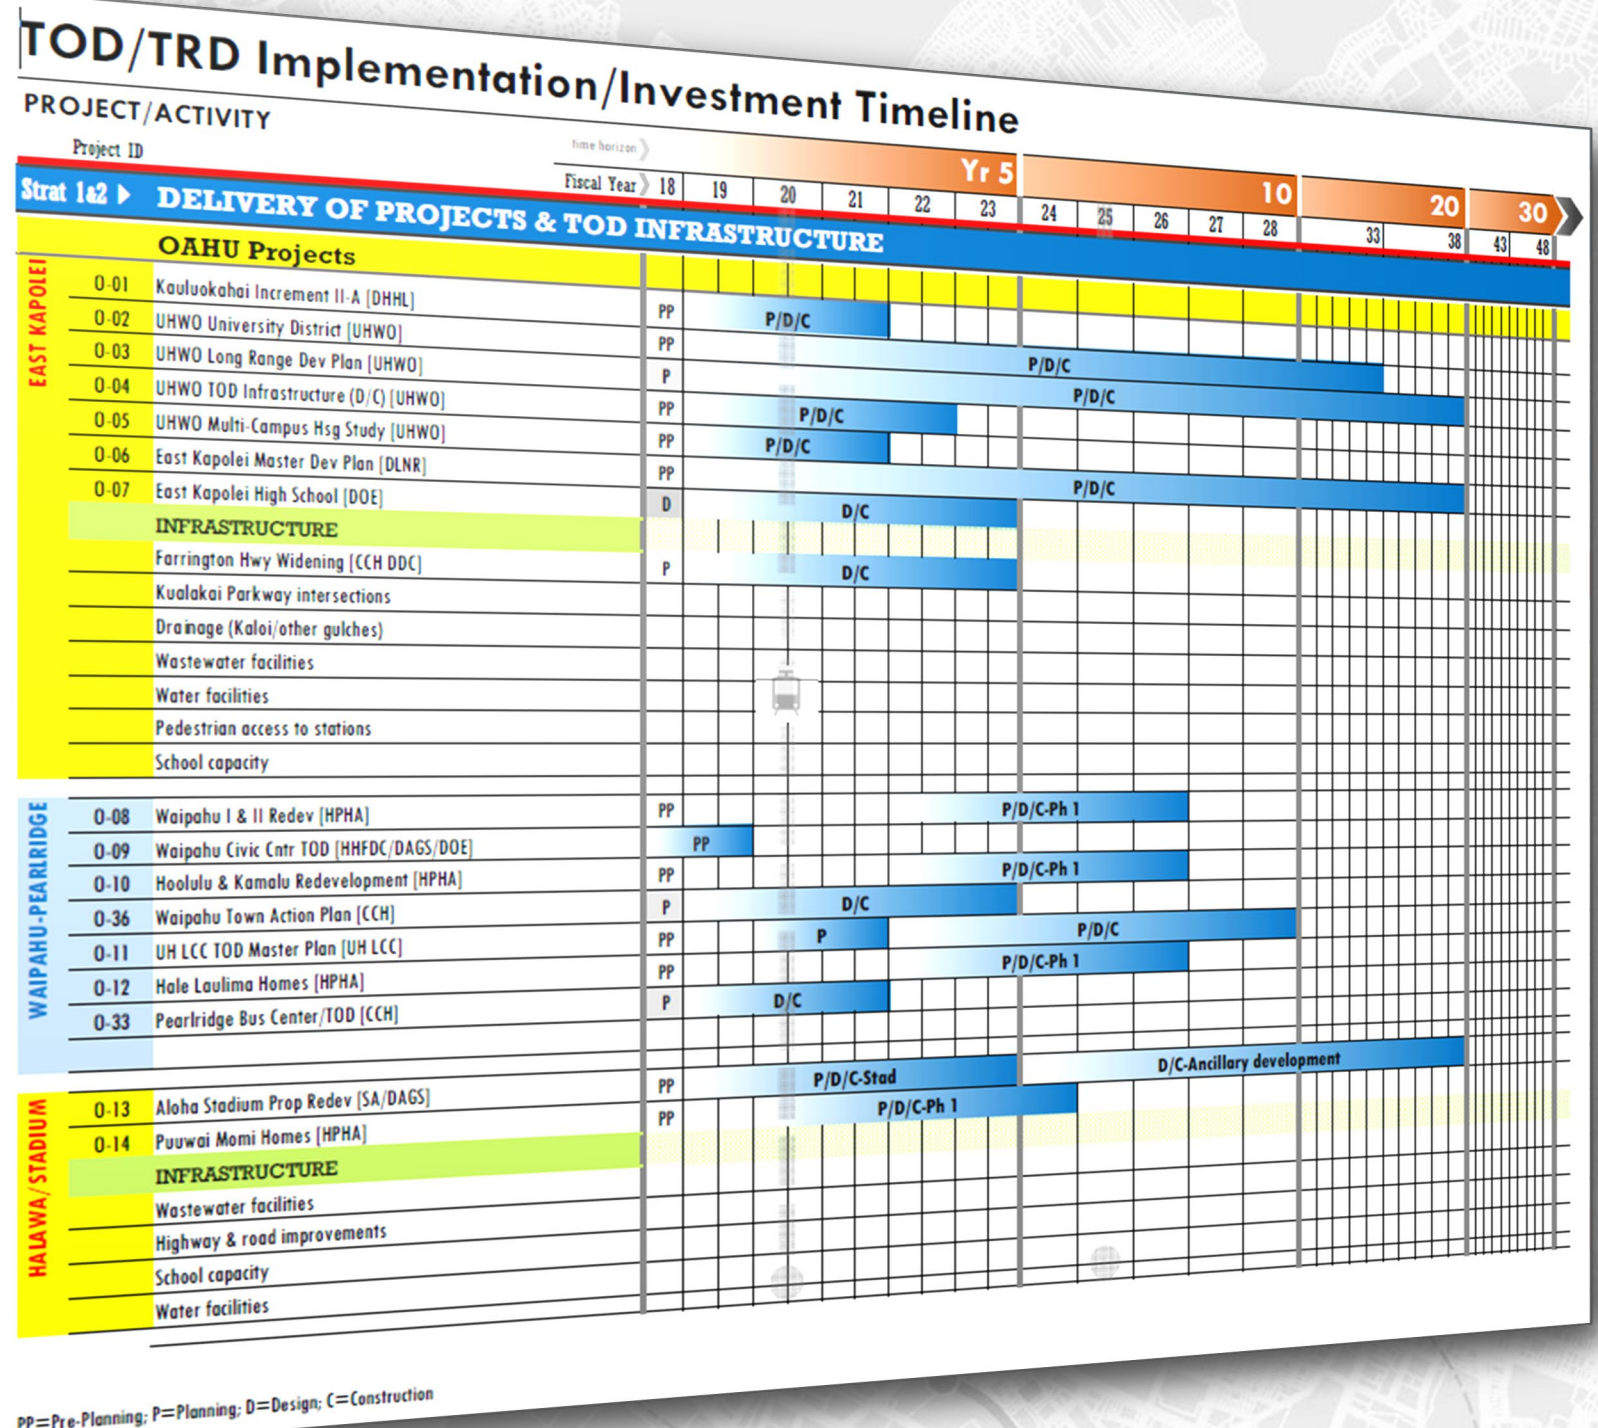 TOD/TRD Implementation/Investment Timeline
PROJECT/ACTIVITY
Project ID
time horizon
Yr 5 10 20 30
Fiscal Year 18 19 20 21 22 23 24 25 26 27 28 33 38 43 48
Strat 1&2 DELIVERY OF PROJECTS & TOD INFRASTRUCTURE
OAHU Projects
EAST KAPOLEI
0-01 Kauluokahai Increment II-A [DHHL] PP P/D/C
0-02 UHWO University District [UHWO] PP P/D/C
0-03 UHWO Long Range Dev Plan [UHWO] P P/D/C
0-04 UHWO TOD Infrastructure (D/C) [UHWO] PP P/D/C
0-05 UHWO Multi-Campus Hsg Study [UHWO] PP P/D/C
0-06 East Kapolei Master Dev Plan [DLNR] PP P/D/C
0-07 East Kapolei High School [DOE] D D/C
INFRASTRUCTURE
Farrington Hwy Widening [CCH DDC] P D/C
Kualakai Parkway intersections
Drainage (Kaloi/other gulches)
Wastewater facilities
Water facilities
Pedestrian access to stations
School capacity
WAIPAHU-PEARLRIDGE
0-08 Waipahu I & II Redev [HPHA] PP P/D/C-Ph 1
0-09 Waipahu Civic Cntr TOD [HHFDC/DAGS/DOE] PP
0-10 Hoolulu & Kamalu Redevelopment [HPHA] PP P/D/C-Ph 1
0-36 Waipahu Town Action Plan [CCH] P D/C
0-11 UH LCC TOD Master Plan [UH LCC] PP P P/D/C
0-12 Hale Laulima Homes [HPHA] PP P/D/C-Ph 1
0-33 Pearlridge Bus Center/TOD [CCH] P D/C
HALAWA/STADIUM
0-13 Aloha Stadium Prop Redev [SA/DAGS] PP P/D/C-Stad D/C-Ancillary development
0-14 Puuwai Momi Homes [HPHA] PP P/D/C-Ph 1
INFRASTRUCTURE
Wastewater facilities
Highway & road improvements
School capacity
Water facilities
PP=Pre-Planning; P=Planning; D=Design; C=Construction